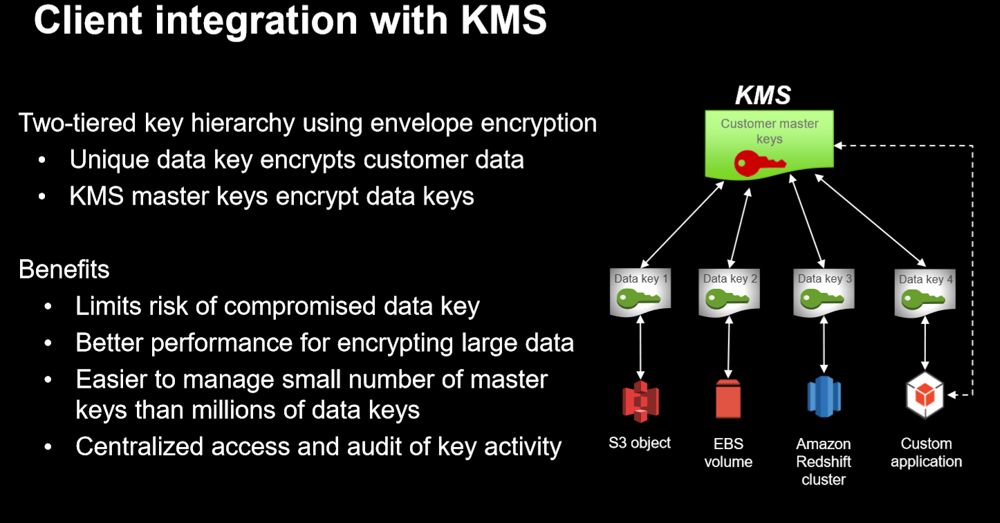 Client integration with KMS
Two-tiered key hierarchy using envelope encryption
• Unique data key encrypts customer data
• KMS master keys encrypt data keys
Benefits
• Limits risk of compromised data key
• Better performance for encrypting large data
• Easier to manage small number of master
keys than millions of data keys
• Centralized access and audit of key activity
KMS
Customer master
keys
Data key 1
Data key 2
Data key 3
Data key 4
S3 object
EBS
volume
Amazon
Redshift
cluster
Custom
application